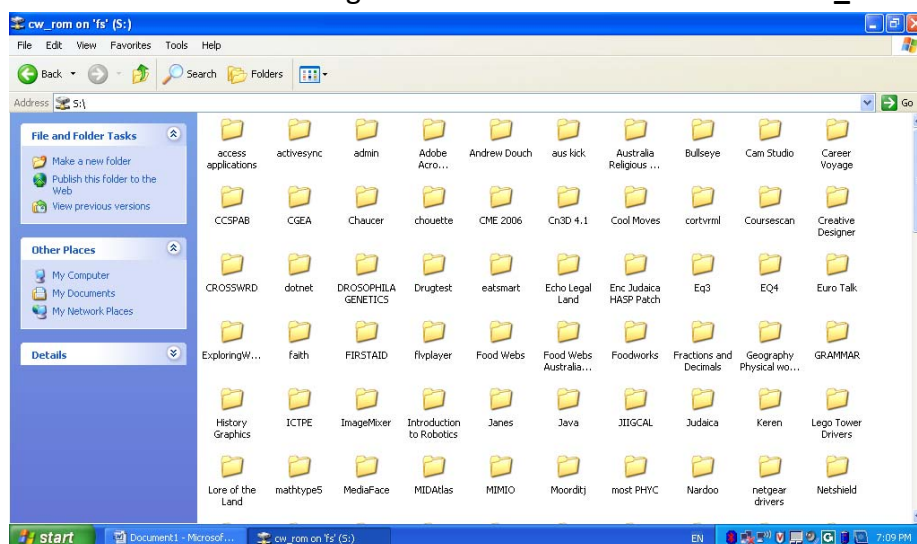 cw_rom on 'fs' (S:)
File Edit View Favorites Tools Help
Back Search Folders
Address S:\ Go
File and Folder Tasks
Make a new folder
Publish this folder to the
Web
View previous versions
Other Places
My Computer
My Documents
My Network Places
Details
access applications activesync admin Adobe Acro... Andrew Douch aus kick Australia Religious ... Bullseye Cam Studio Career Voyage
CCSPAB CGEA Chaucer chouette CME 2006 Cn3D 4.1 Cool Moves cortvrml Coursescan Creative Designer
CROSSWRD dotnet DROSOPHILA GENETICS Drugtest eatsmart Echo Legal Land Enc Judaica HASP Patch Eq3 EQ4 Euro Talk
ExploringW... faith FIRSTAID flvplayer Food Webs Food Webs Australia... Foodworks Fractions and Decimals Geography Physical wo... GRAMMAR
History Graphics ICTPE ImageMixer Introduction to Robotics Janes Java JIIGCAL Judaica Keren Lego Tower Drivers
Lore of the Land mathtype5 MediaFace MIDAtlas MIMIO Moorditj most PHYC Nardoo netgear drivers Netshield
start Document1 - Microsof... cw_rom on 'fs' (S:) EN 7:09 PM